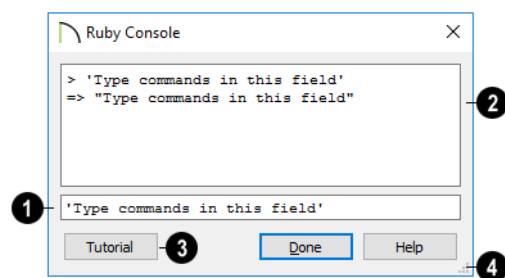 Ruby Console
> 'Type commands in this field'
=> "Type commands in this field"
2
1
'Type commands in this field'
Tutorial
3
Done
Help
4